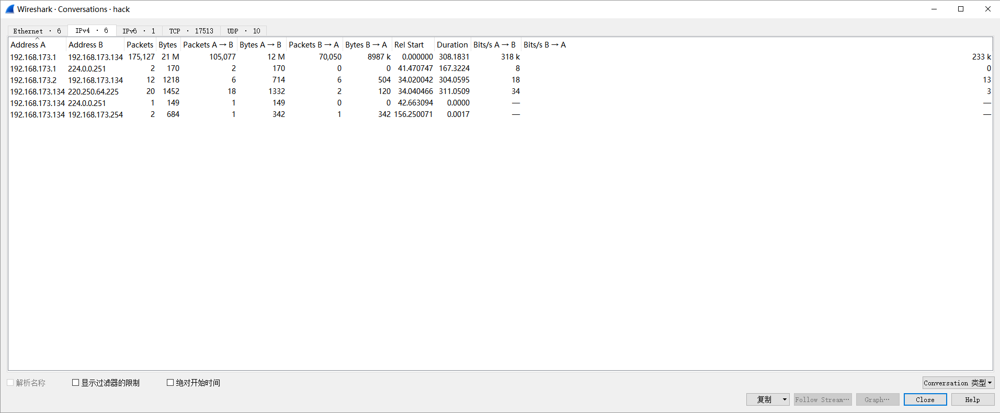 Wireshark · Conversations · hack
Ethernet · 6 IPv4 · 6 IPv6 · 1 TCP · 17513 UDP · 10
Address A Address B Packets Bytes Packets A → B Bytes A → B Packets B → A Bytes B → A Rel Start Duration Bits/s A → B Bits/s B → A
192.168.173.1 192.168.173.134 175,127 21 M 105,077 12 M 70,050 8987 k 0.000000 308.1831 318 k 233 k
192.168.173.1 224.0.0.251 2 170 2 170 0 0 41.470747 167.3224 8 0
192.168.173.2 192.168.173.134 12 1218 6 714 6 504 34.020042 304.0595 18 13
192.168.173.134 220.250.64.225 20 1452 18 1332 2 120 34.040466 311.0509 34 3
192.168.173.134 224.0.0.251 1 149 1 149 0 0 42.663094 0.0000 — —
192.168.173.134 192.168.173.254 2 684 1 342 1 342 156.250071 0.0017 — —
解析名称 显示过滤器的限制 绝对开始时间 Conversation 类型
复制 Follow Stream… Graph… Close Help